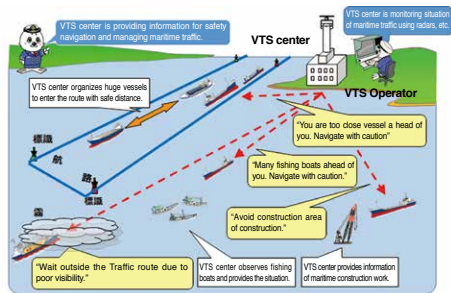 VTS center is providing information for safety
navigation and managing maritime traffic.
VTS center
VTS center is monitoring situation
of maritime traffic using radars, etc.
VTS center organizes huge vessels
to enter the route with safe distance.
VTS Operator
"You are too close vessel a head of
you. Navigate with caution"
標識
航
路
標識
"Many fishing boats ahead of
you. Navigate with caution."
"Avoid construction area
of construction."
霧
"Wait outside the Traffic route due to
poor visibility."
VTS center observes fishing
boats and provides the situation.
VTS center provides information
of maritime construction work.